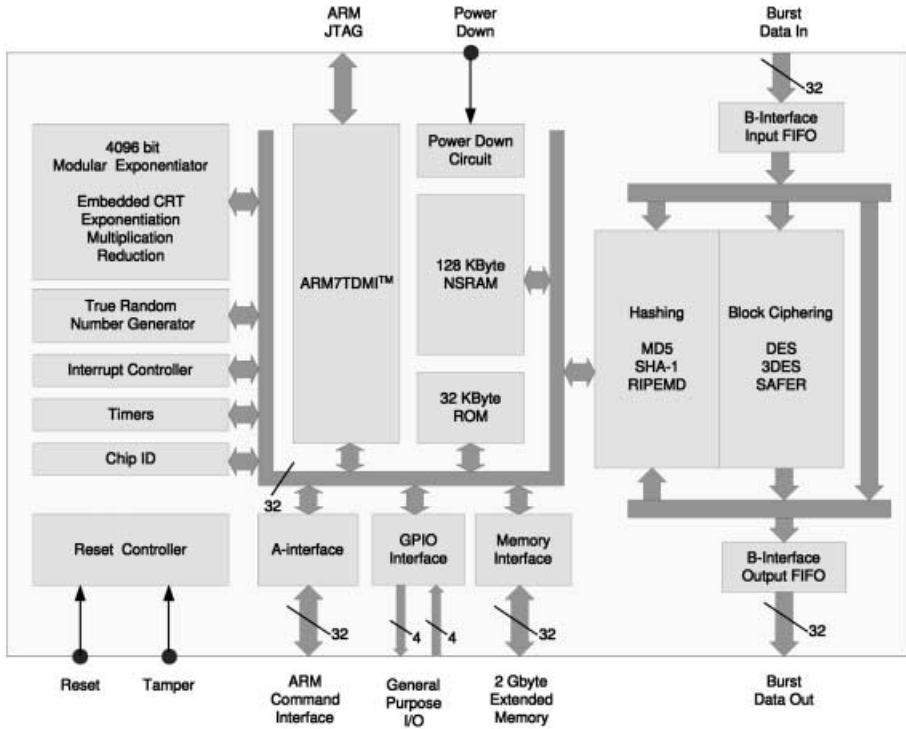 ARM
JTAG
Power
Down
Burst
Data In
32
B-Interface
Input FIFO
4096 bit
Modular Exponentiator
Embedded CRT
Exponentiation
Multiplication
Reduction
True Random
Number Generator
Interrupt Controller
Timers
Chip ID
Reset Controller
ARM7TDMI™
Power Down
Circuit
128 KByte
NSRAM
32 KByte
ROM
32
Hashing
MD5
SHA-1
RIPEMD
Block Ciphering
DES
3DES
SAFER
A-interface
GPIO
Interface
Memory
Interface
B-Interface
Output FIFO
32
4
4
32
32
Reset
Tamper
ARM
Command
Interface
General
Purpose
I/O
2 Gbyte
Extended
Memory
Burst
Data Out